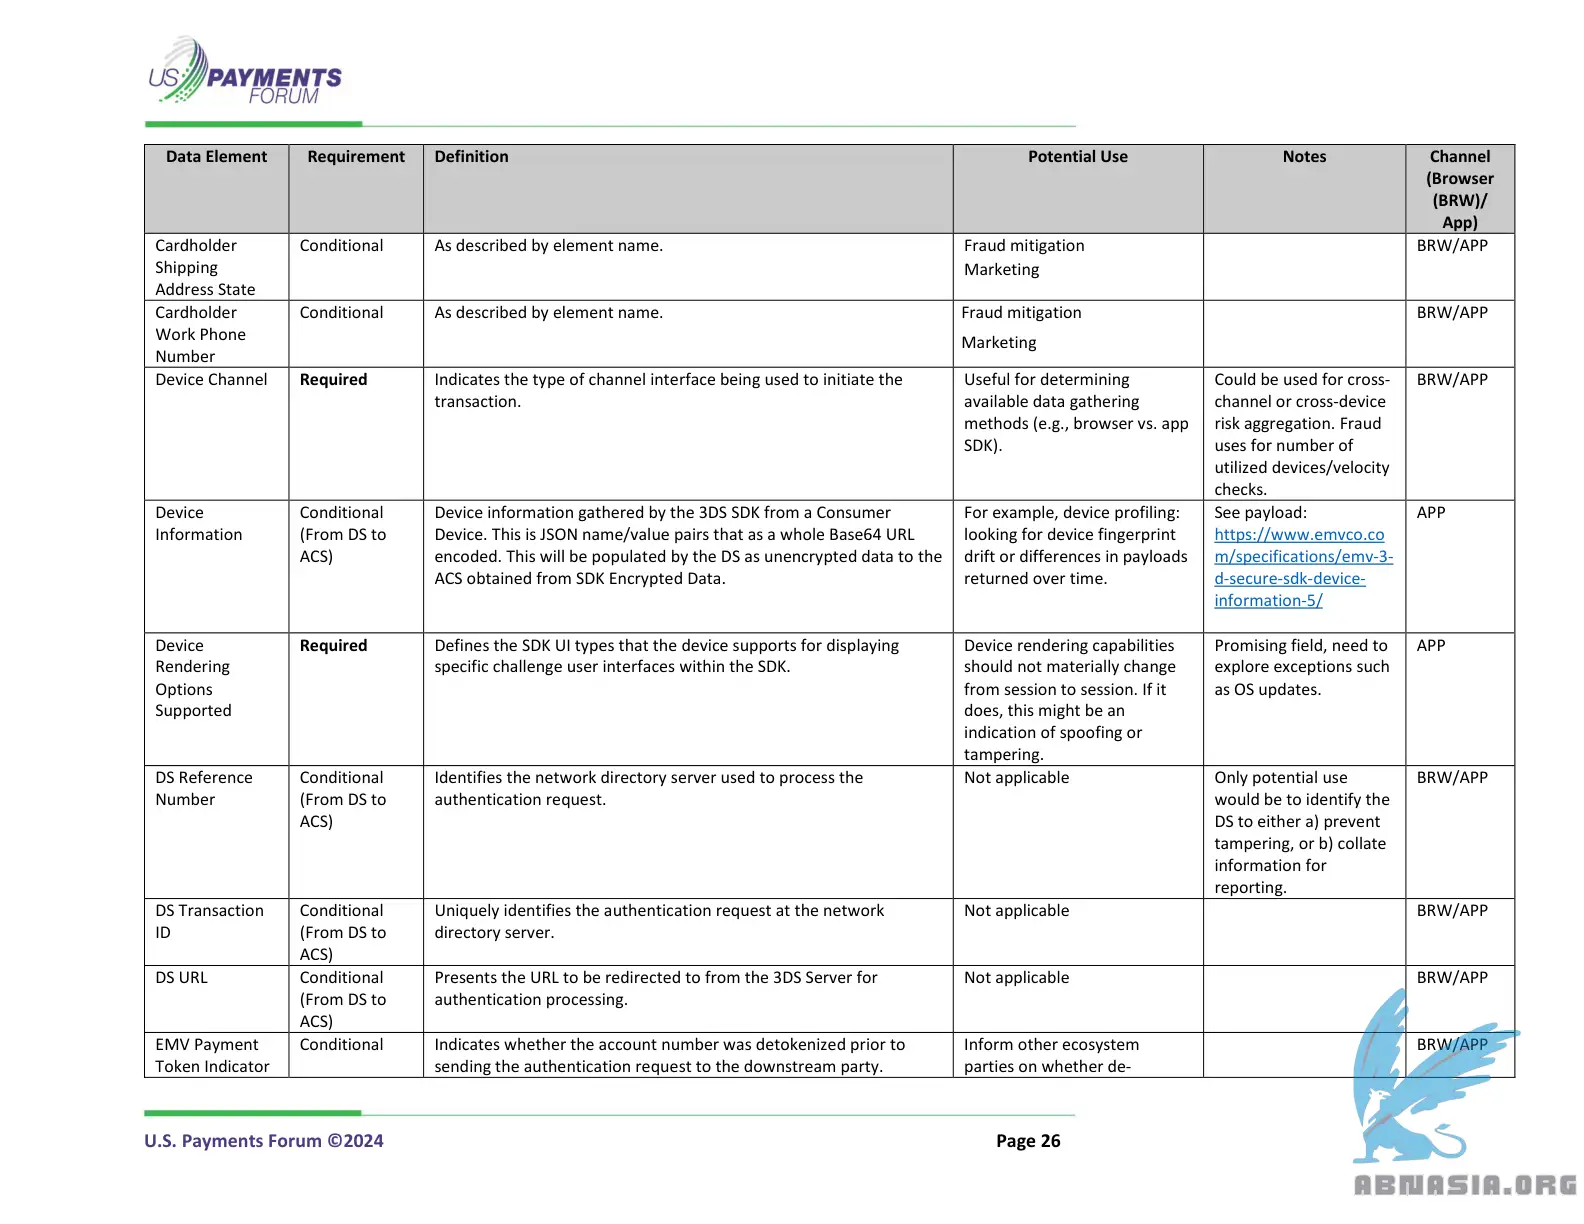 US PAYMENTS
FORUM
Data Element
Requirement
Definition
Potential Use
Notes
Channel
(Browser
(BRW)/
App)
Cardholder
Shipping
Address State
Conditional
As described by element name.
Fraud mitigation
Marketing
BRW/APP
Cardholder
Work Phone
Number
Conditional
As described by element name.
Fraud mitigation
Marketing
BRW/APP
Device Channel
Required
Indicates the type of channel interface being used to initiate the
transaction.
Useful for determining
available data gathering
methods (e.g., browser vs. app
SDK).
Could be used for cross-
channel or cross-device
risk aggregation. Fraud
uses for number of
utilized devices/velocity
checks.
BRW/APP
Device
Information
Conditional
(From DS to
ACS)
Device information gathered by the 3DS SDK from a Consumer
Device. This is JSON name/value pairs that as a whole Base64 URL
encoded. This will be populated by the DS as unencrypted data to the
ACS obtained from SDK Encrypted Data.
For example, device profiling:
looking for device fingerprint
drift or differences in payloads
returned over time.
See payload:
https://www.emvco.co
m/specifications/emv-3-
d-secure-sdk-device-
information-5/
APP
Device
Rendering
Options
Supported
Required
Defines the SDK UI types that the device supports for displaying
specific challenge user interfaces within the SDK.
Device rendering capabilities
should not materially change
from session to session. If it
does, this might be an
indication of spoofing or
tampering.
Promising field, need to
explore exceptions such
as OS updates.
APP
DS Reference
Number
Conditional
(From DS to
ACS)
Identifies the network directory server used to process the
authentication request.
Not applicable
Only potential use
would be to identify the
DS to either a) prevent
tampering, or b) collate
information for
reporting.
BRW/APP
DS Transaction
ID
Conditional
(From DS to
ACS)
Uniquely identifies the authentication request at the network
directory server.
Not applicable
BRW/APP
DS URL
Conditional
(From DS to
ACS)
Presents the URL to be redirected to from the 3DS Server for
authentication processing.
Not applicable
BRW/APP
EMV Payment
Token Indicator
Conditional
Indicates whether the account number was detokenized prior to
sending the authentication request to the downstream party.
Inform other ecosystem
parties on whether de-
BRW/APP
U.S. Payments Forum ©2024
Page 26
ABNASIA.ORG